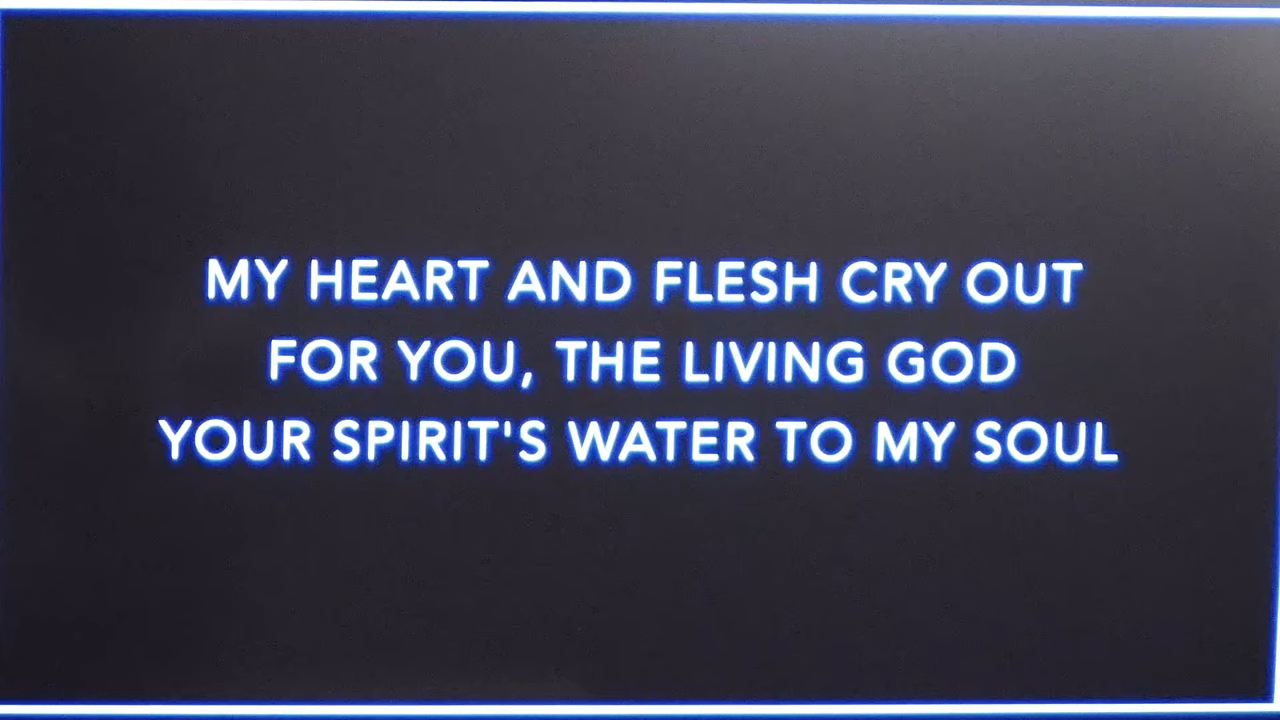 MY HEART AND FLESH CRY OUT
FOR YOU, THE LIVING GOD
YOUR SPIRIT'S WATER TO MY SOUL